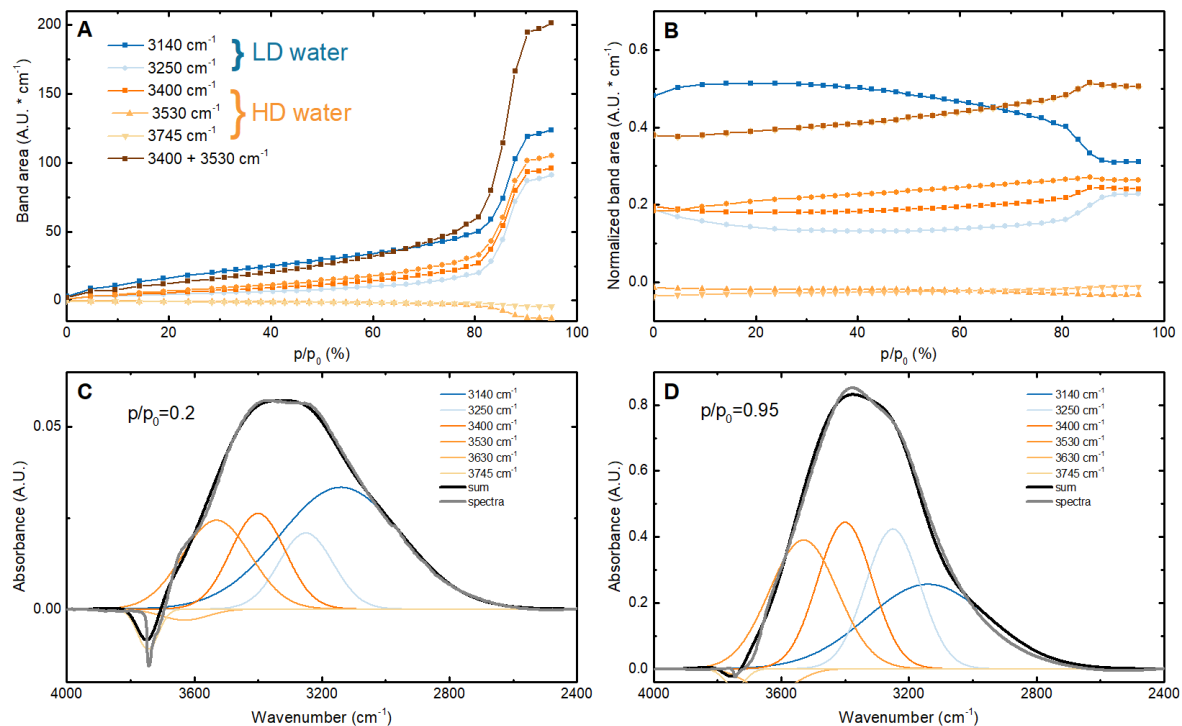 A
3140 cm⁻¹
3250 cm⁻¹
} LD water
3400 cm⁻¹
3530 cm⁻¹
3745 cm⁻¹
} HD water
3400 + 3530 cm⁻¹
200
150
100
50
0
Band area (A.U. * cm⁻¹)
0 20 40 60 80 100
p/p₀ (%)
B
0.6
0.4
0.2
0.0
Normalized band area (A.U. * cm⁻¹)
0 20 40 60 80 100
p/p₀ (%)
C
p/p₀=0.2
3140 cm⁻¹
3250 cm⁻¹
3400 cm⁻¹
3530 cm⁻¹
3630 cm⁻¹
3745 cm⁻¹
sum
spectra
0.05
0.00
Absorbance (A.U.)
4000 3600 3200 2800 2400
Wavenumber (cm⁻¹)
D
p/p₀=0.95
3140 cm⁻¹
3250 cm⁻¹
3400 cm⁻¹
3530 cm⁻¹
3630 cm⁻¹
3745 cm⁻¹
sum
spectra
0.8
0.6
0.4
0.2
0.0
Absorbance (A.U.)
4000 3600 3200 2800 2400
Wavenumber (cm⁻¹)